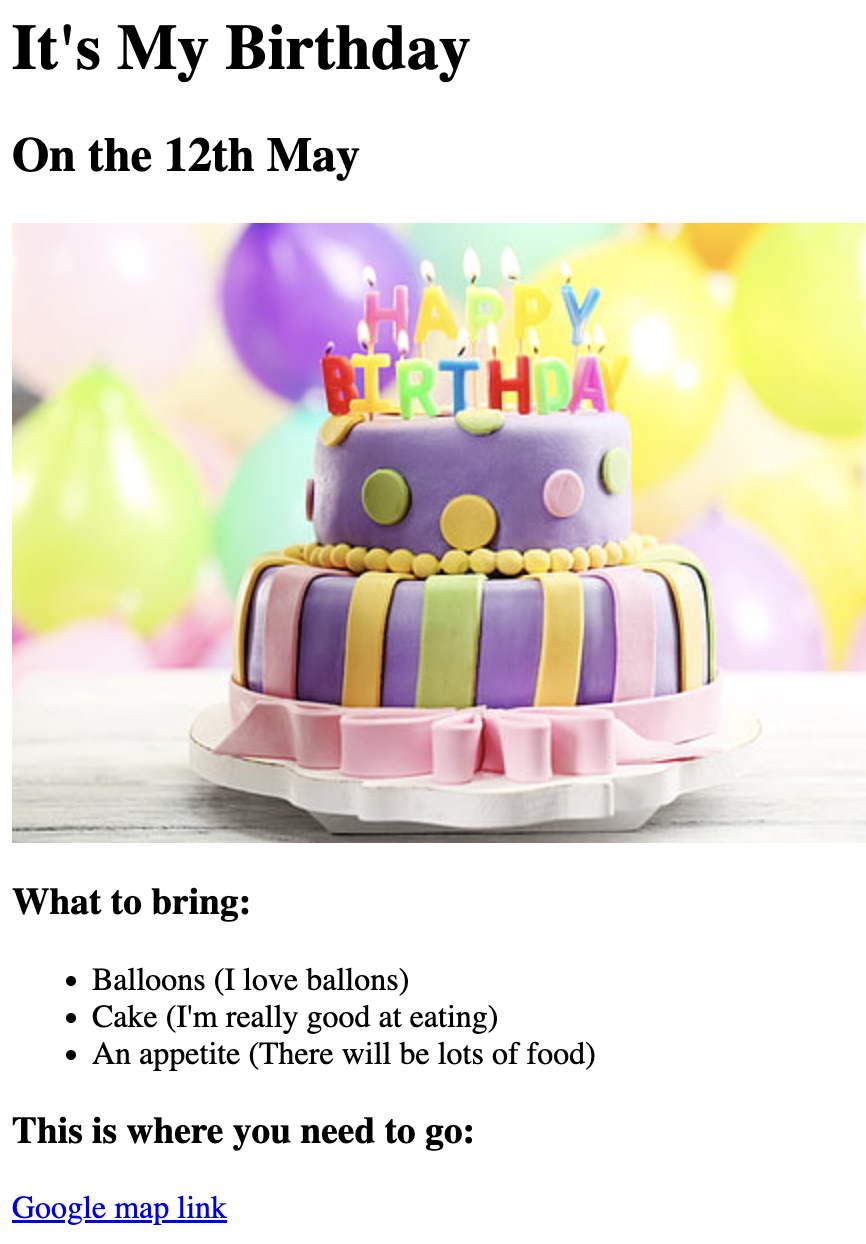 It's My Birthday
On the 12th May
HAPPY
BIRTHDAY
What to bring:
Balloons (I love ballons)
Cake (I'm really good at eating)
An appetite (There will be lots of food)
This is where you need to go:
Google map link